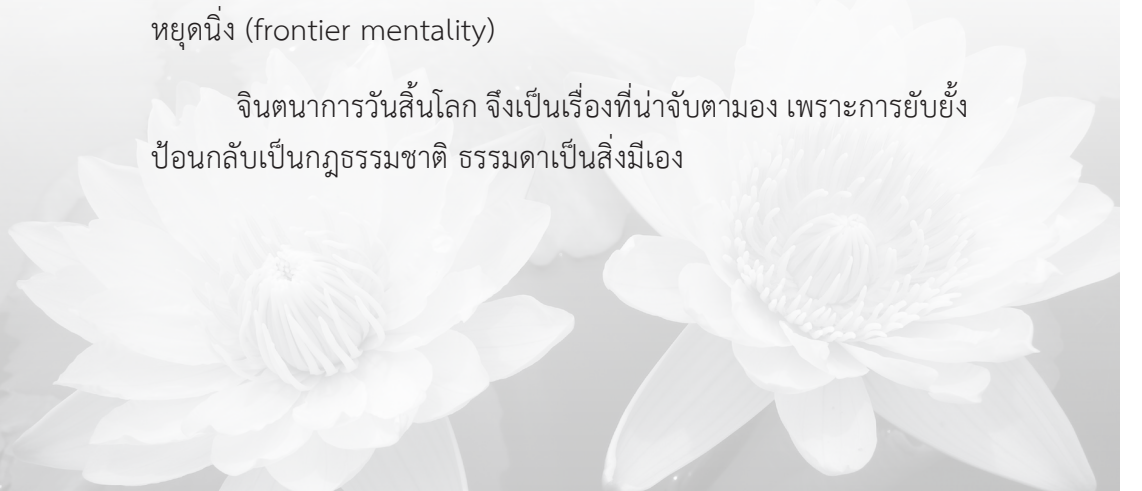 หยุดนิ่ง (frontier mentality)
จินตนาการวันสิ้นโลก จึงเป็นเรื่องที่น่าจับตามอง เพราะการยับยั้ง
ป้อนกลับเป็นกฎธรรมชาติ ธรรมดาเป็นสิ่งมีเอง